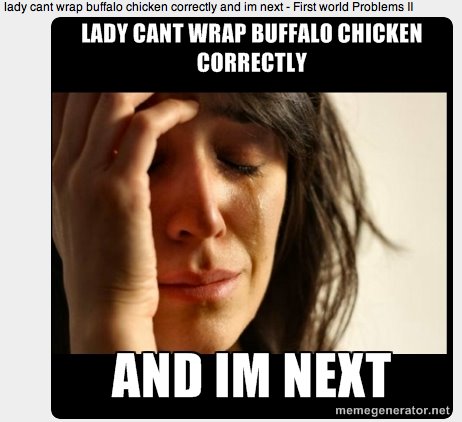 lady cant wrap buffalo chicken correctly and im next - First world Problems II
LADY CANT WRAP BUFFALO CHICKEN
CORRECTLY
AND IM NEXT
memegenerator.net